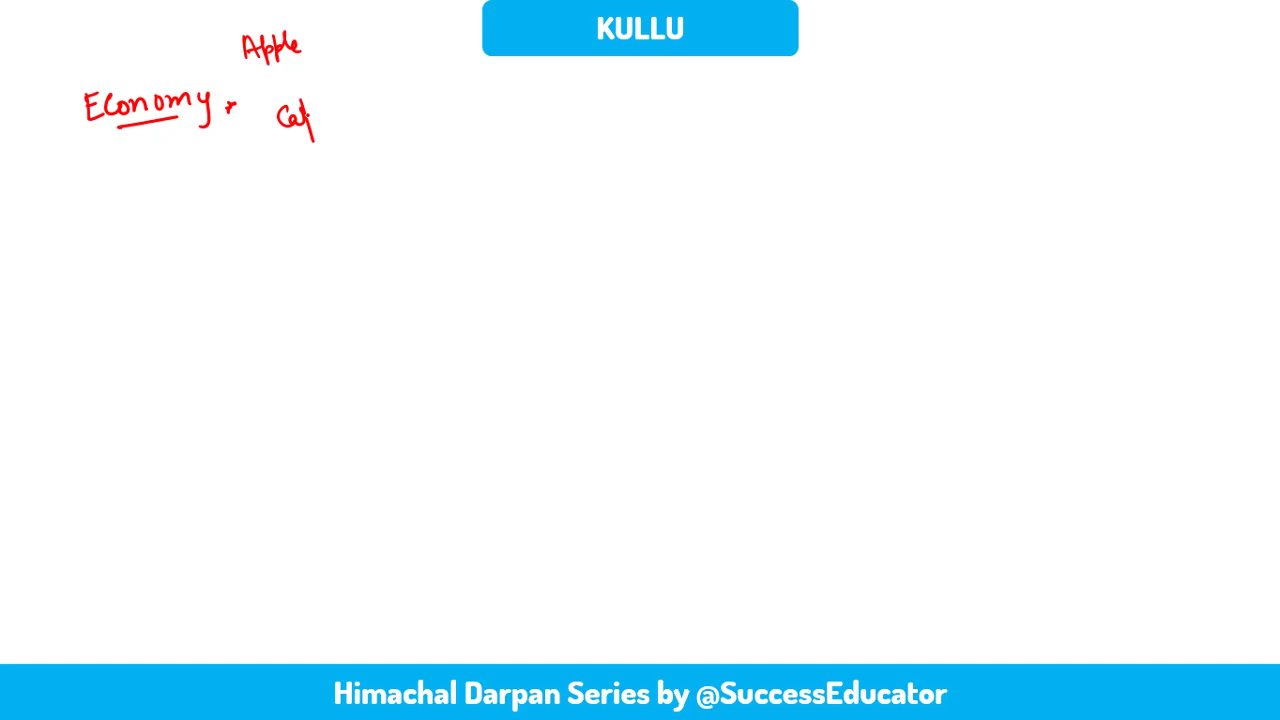 KULLU
Apple
Economy
Himachal Darpan Series by @SuccessEducator